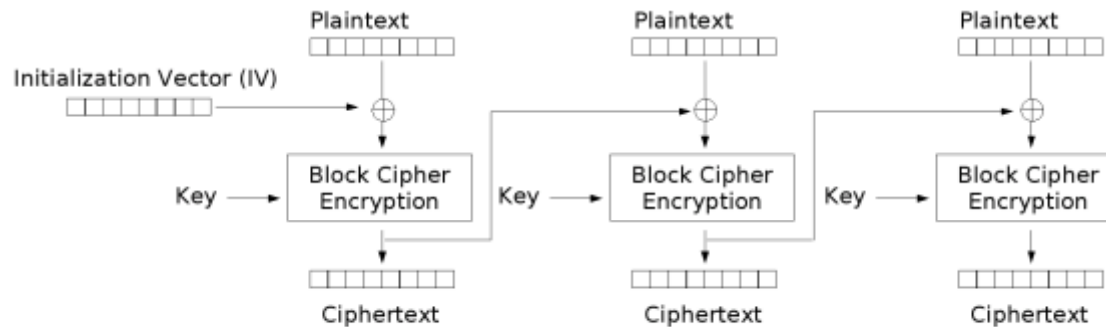 Plaintext
Plaintext
Plaintext
Initialization Vector (IV)
Key
Block Cipher
Encryption
Key
Block Cipher
Encryption
Key
Block Cipher
Encryption
Ciphertext
Ciphertext
Ciphertext